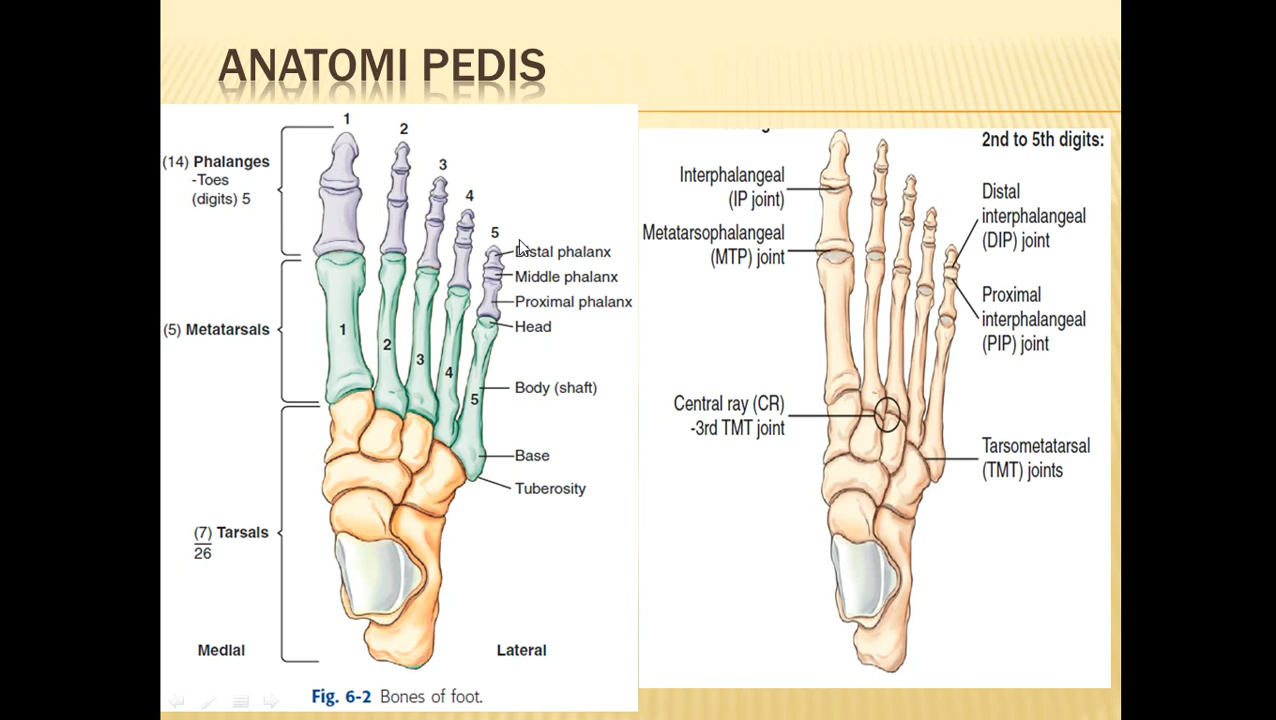 ANATOMI PEDIS
1
2
3
4
5
(14) Phalanges
-Toes
(digits) 5
Distal phalanx
Middle phalanx
Proximal phalanx
Head
(5) Metatarsals
1
2
3
4
5
Body (shaft)
Base
Tuberosity
(7) Tarsals
26
Medial
Lateral
Fig. 6-2 Bones of foot.
2nd to 5th digits:
Interphalangeal
(IP joint)
Metatarsophalangeal
(MTP) joint
Distal
interphalangeal
(DIP) joint
Proximal
interphalangeal
(PIP) joint
Central ray (CR)
-3rd TMT joint
Tarsometatarsal
(TMT) joints